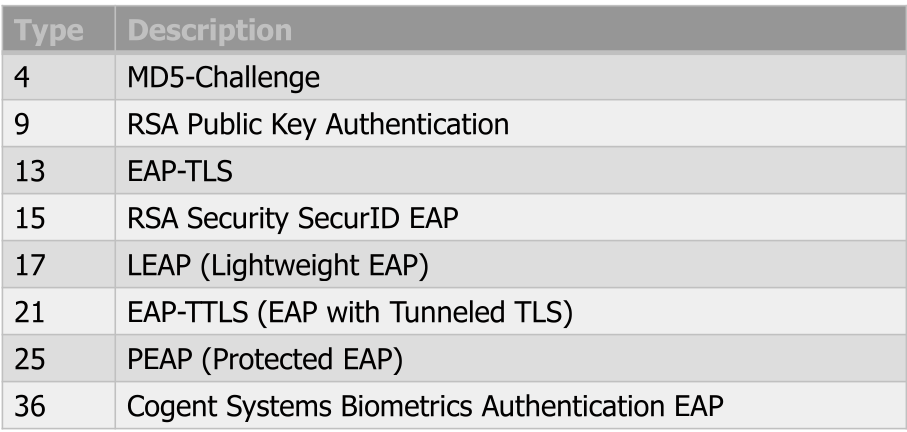 Type Description
4 MD5-Challenge
9 RSA Public Key Authentication
13 EAP-TLS
15 RSA Security SecurID EAP
17 LEAP (Lightweight EAP)
21 EAP-TTLS (EAP with Tunneled TLS)
25 PEAP (Protected EAP)
36 Cogent Systems Biometrics Authentication EAP